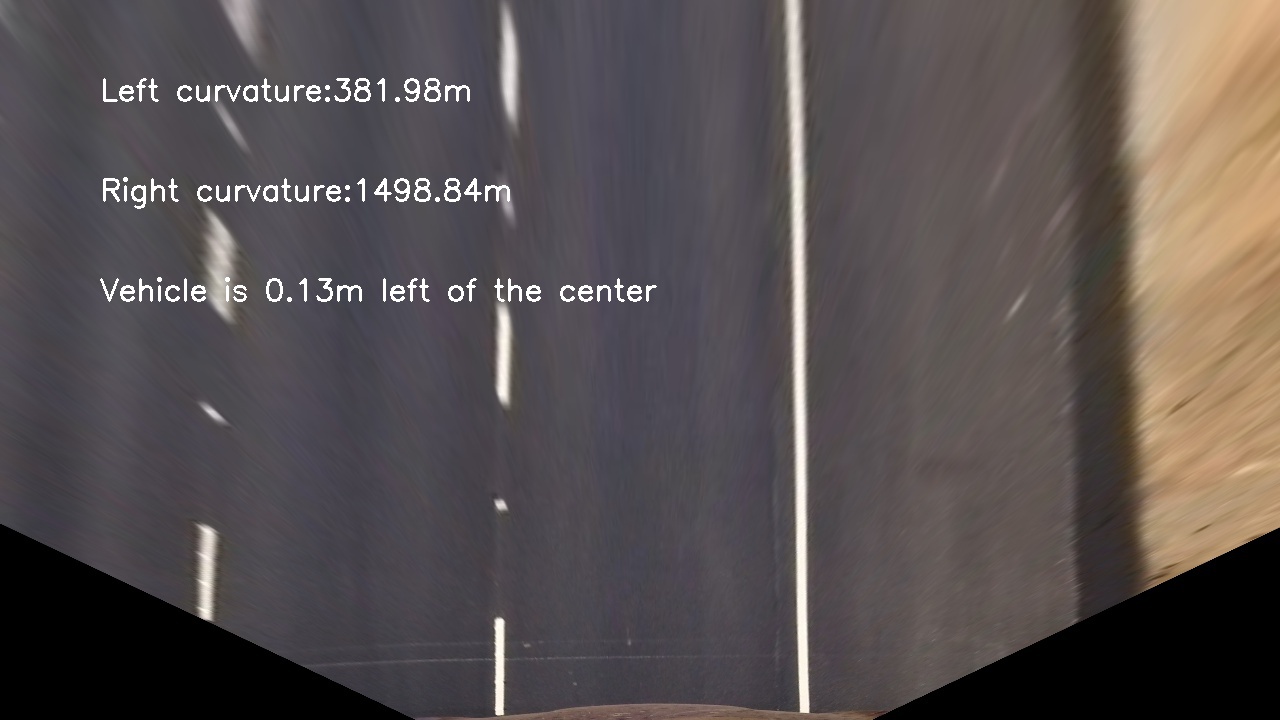 Left curvature:381.98m
Right curvature:1498.84m
Vehicle is 0.13m left of the center